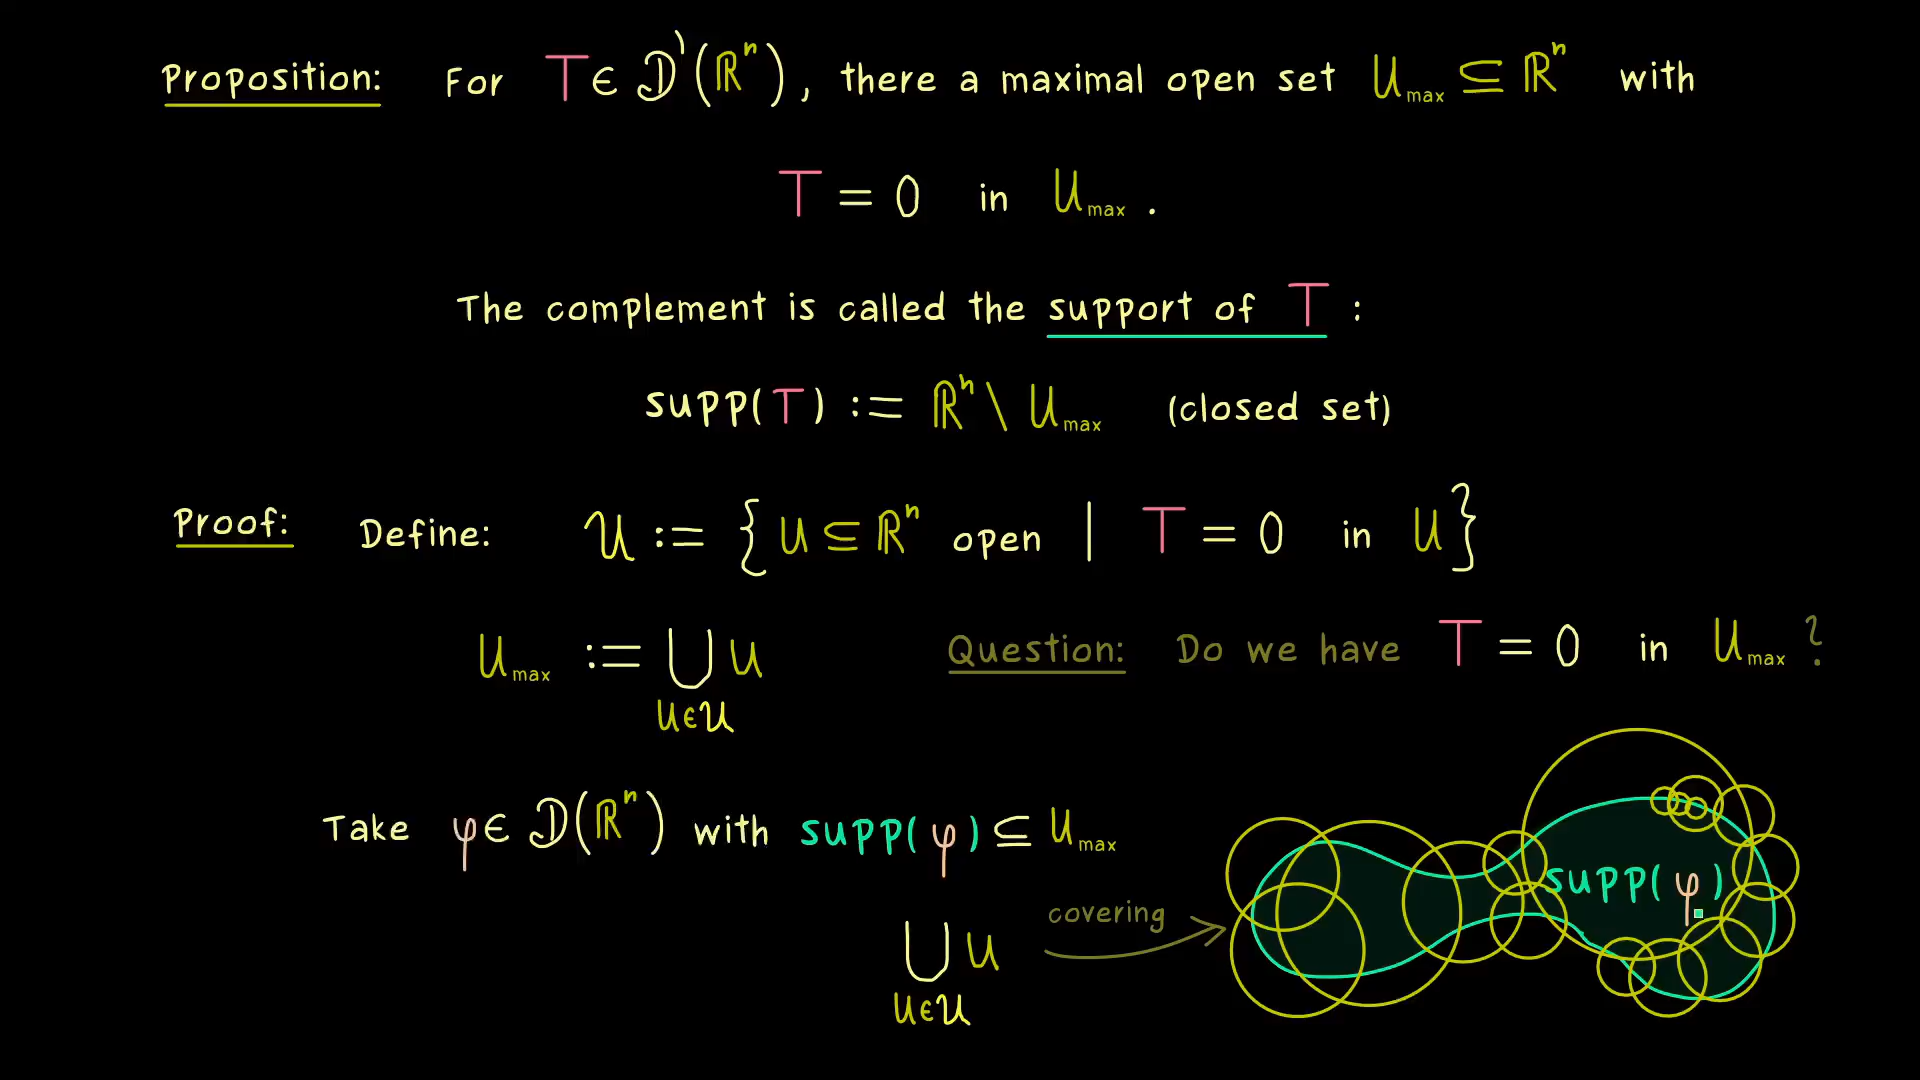 Proposition: For T ∈ 𝒟'(ℝⁿ), there a maximal open set U_max ⊆ ℝⁿ with
T = 0 in U_max .
The complement is called the support of T :
supp(T) := ℝⁿ \ U_max (closed set)
Proof: Define: 𝒰 := { U ⊆ ℝⁿ open | T = 0 in U }
U_max := ⋃_{U∈𝒰} U Question: Do we have T = 0 in U_max ?
Take φ ∈ 𝒟(ℝⁿ) with supp(φ) ⊆ U_max
supp(φ)
⋃_{U∈𝒰} U covering